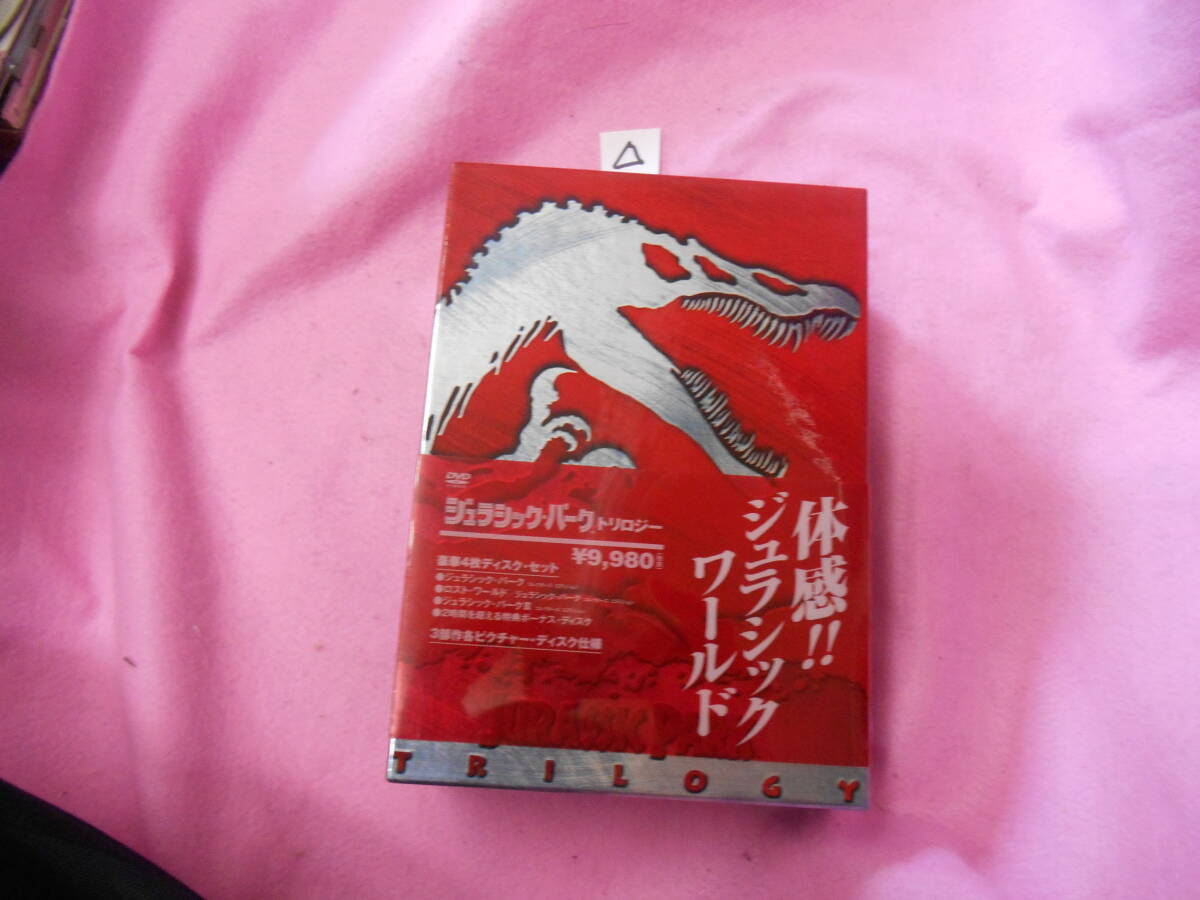 △
DVD
ジュラシック・パーク トリロジー
¥9,980
豪華4枚ディスク・セット
●ジュラシック・パーク
●ロスト・ワールド ジュラシック・パーク
●ジュラシック・パークIII
●2時間を超える特典ボーナス・ディスク
3部作各ピクチャー・ディスク仕様
体感!!
ジュラシック
ワールド
JURASSIC PARK
TRILOGY